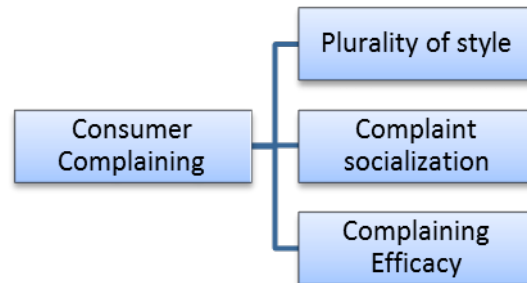 Plurality of style
Consumer
Complaining
Complaint
socialization
Complaining
Efficacy